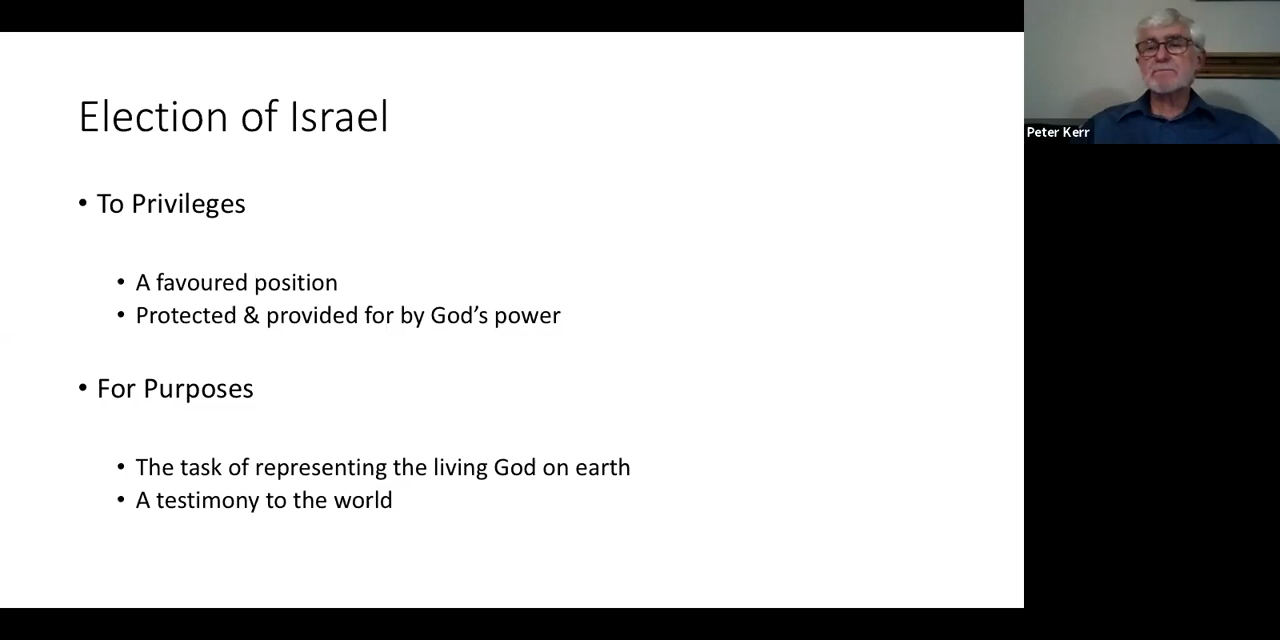 Election of Israel
• To Privileges
• A favoured position
• Protected & provided for by God’s power
• For Purposes
• The task of representing the living God on earth
• A testimony to the world
Peter Kerr